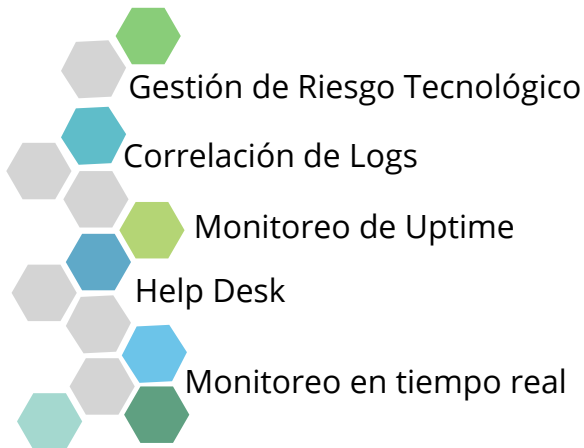 Gestión de Riesgo Tecnológico
Correlación de Logs
Monitoreo de Uptime
Help Desk
Monitoreo en tiempo real